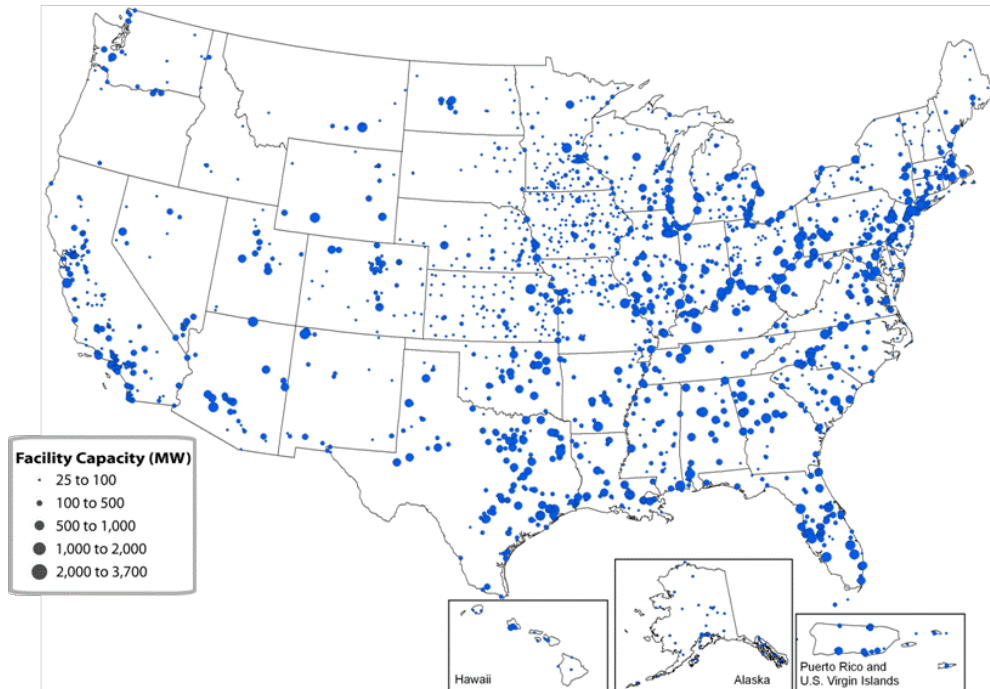 Facility Capacity (MW)
25 to 100
100 to 500
500 to 1,000
1,000 to 2,000
2,000 to 3,700
Hawaii
Alaska
Puerto Rico and
U.S. Virgin Islands